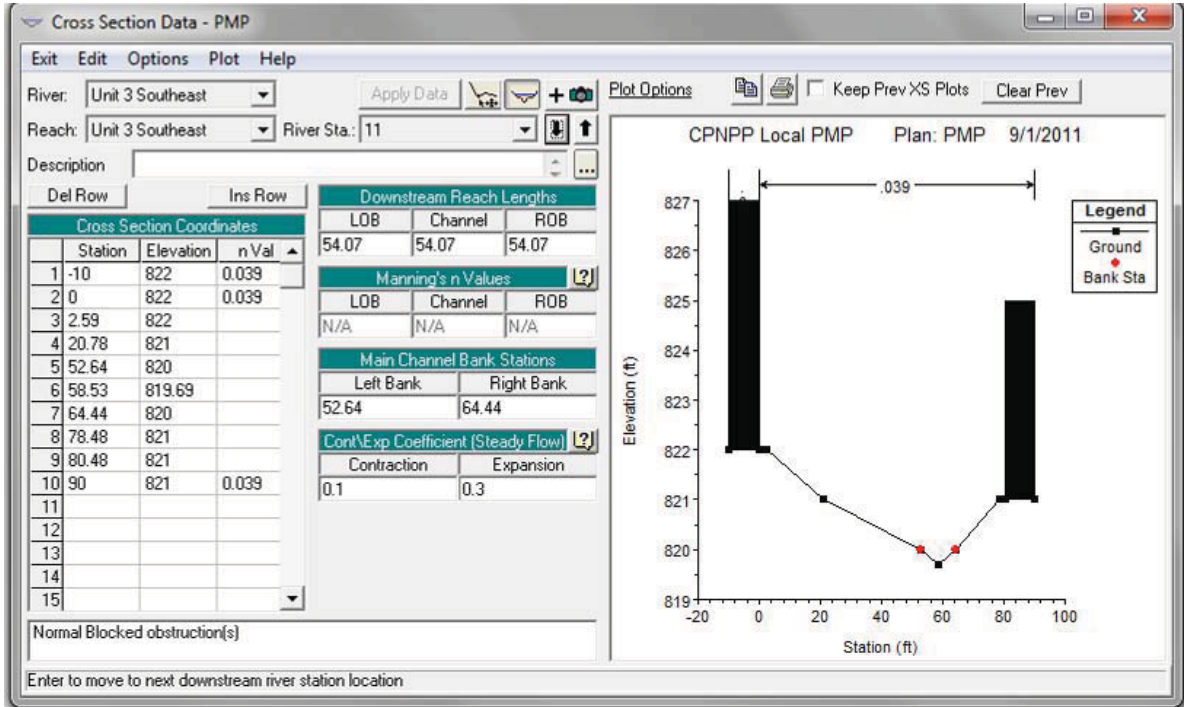 Cross Section Data - PMP
Exit Edit Options Plot Help
River: Unit 3 Southeast Apply Data
Reach: Unit 3 Southeast River Sta.: 11
Description ...
Del Row Ins Row
Cross Section Coordinates
Station Elevation n Val
1 -10 822 0.039
2 0 822 0.039
3 2.59 822
4 20.78 821
5 52.64 820
6 58.53 819.69
7 64.44 820
8 78.48 821
9 80.48 821
10 90 821 0.039
11
12
13
14
15
Downstream Reach Lengths
LOB Channel ROB
54.07 54.07 54.07
Manning's n Values
LOB Channel ROB
N/A N/A N/A
Main Channel Bank Stations
Left Bank Right Bank
52.64 64.44
Cont\Exp Coefficient (Steady Flow)
Contraction Expansion
0.1 0.3
Normal Blocked obstruction(s)
Enter to move to next downstream river station location
Plot Options Keep Prev XS Plots Clear Prev
CPNPP Local PMP Plan: PMP 9/1/2011
.039
827
826
825
824
823
822
821
820
819
Elevation (ft)
-20 0 20 40 60 80 100
Station (ft)
Legend
Ground
Bank Sta